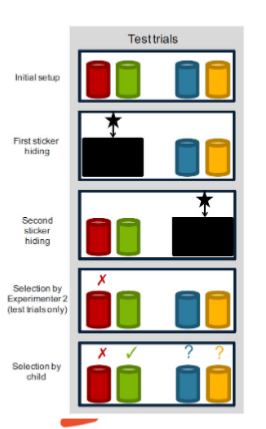 Test trials
Initial setup
First sticker
hiding
Second
sticker
hiding
Selection by
Experimenter 2
(test trials only)
✗
Selection by
child
✗ ✓ ? ?